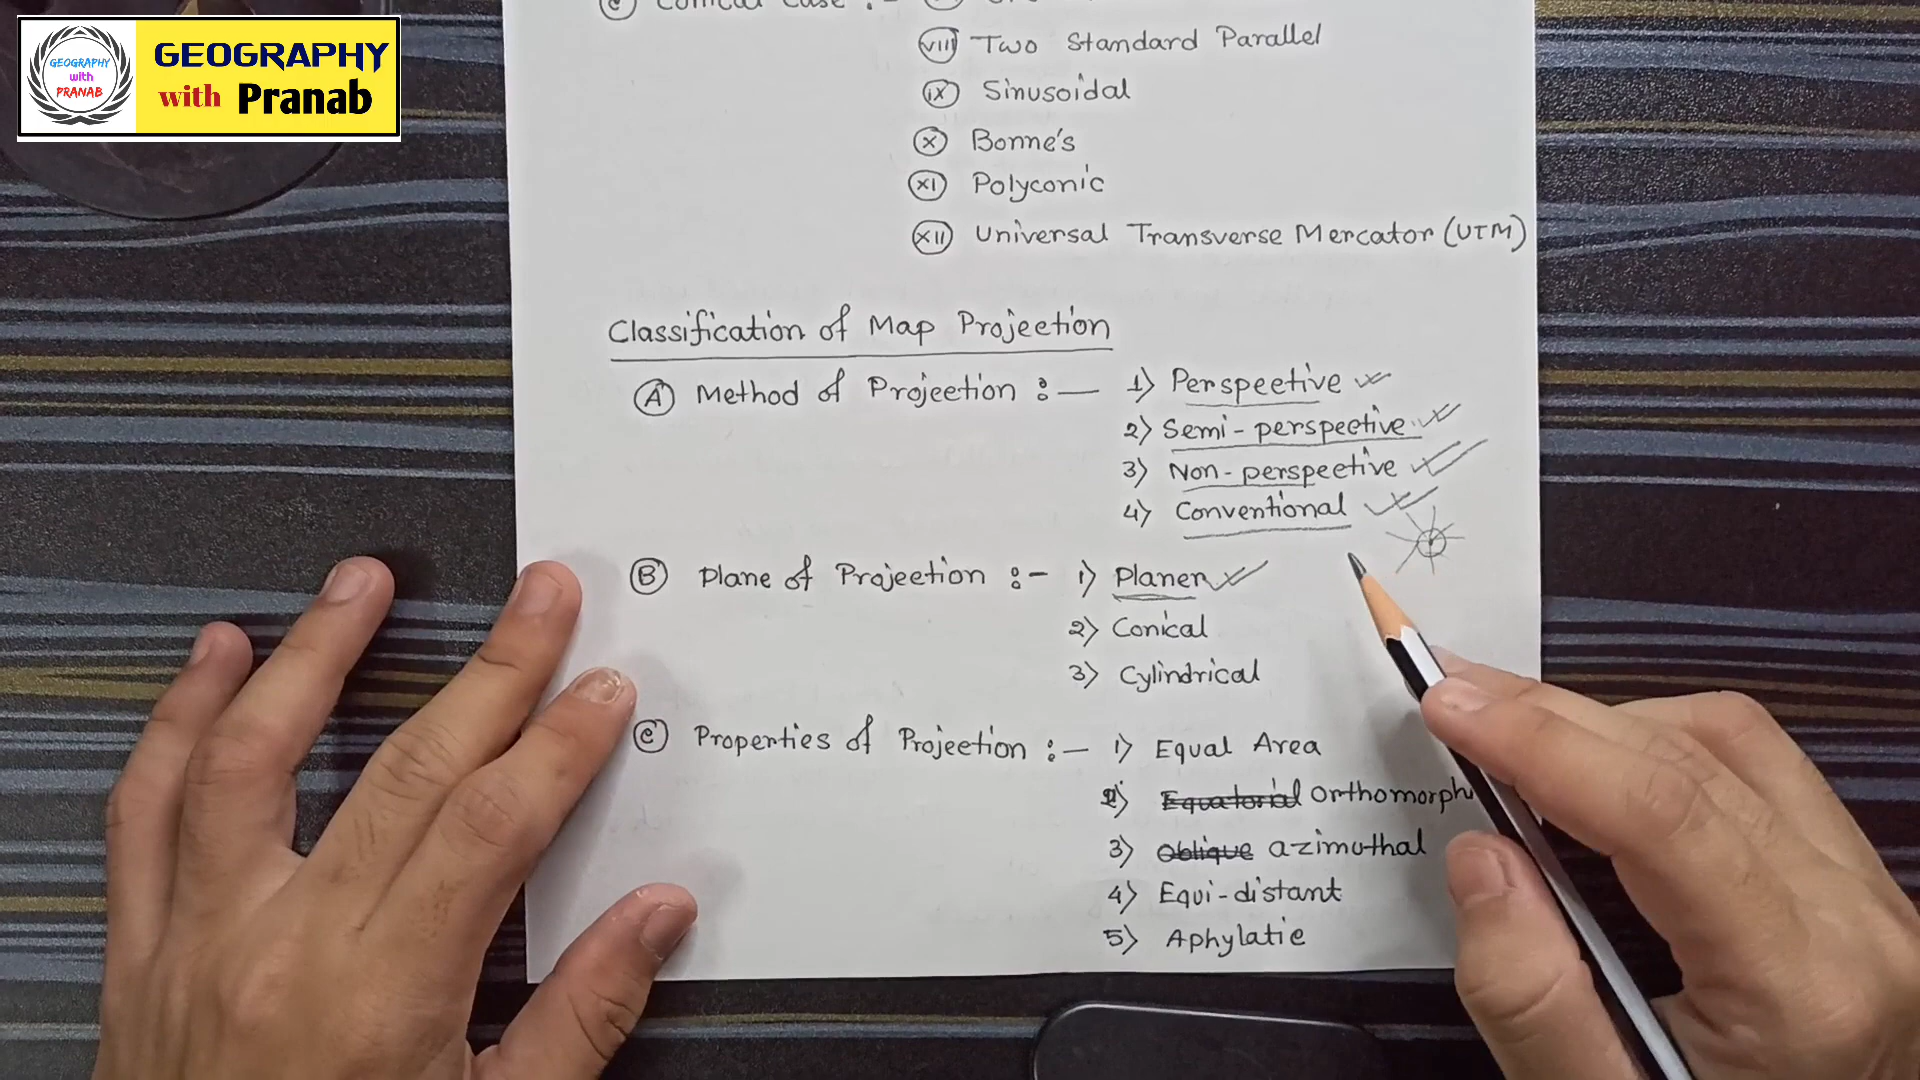 GEOGRAPHY
with
PRANAB
GEOGRAPHY
with Pranab
C Conical Case :-
VIII Two Standard Parallel
IX Sinusoidal
X Bonne's
XI Polyconic
XII Universal Transverse Mercator (UTM)
Classification of Map Projection
A Method of Projection :— 1) Perspective
2) Semi-perspective
3) Non-perspective
4) Conventional
B Plane of Projection :- 1) Planer
2) Conical
3) Cylindrical
C Properties of Projection :— 1) Equal Area
2) Equatorial Orthomorph
3) Oblique azimuthal
4) Equi-distant
5) Aphylatic